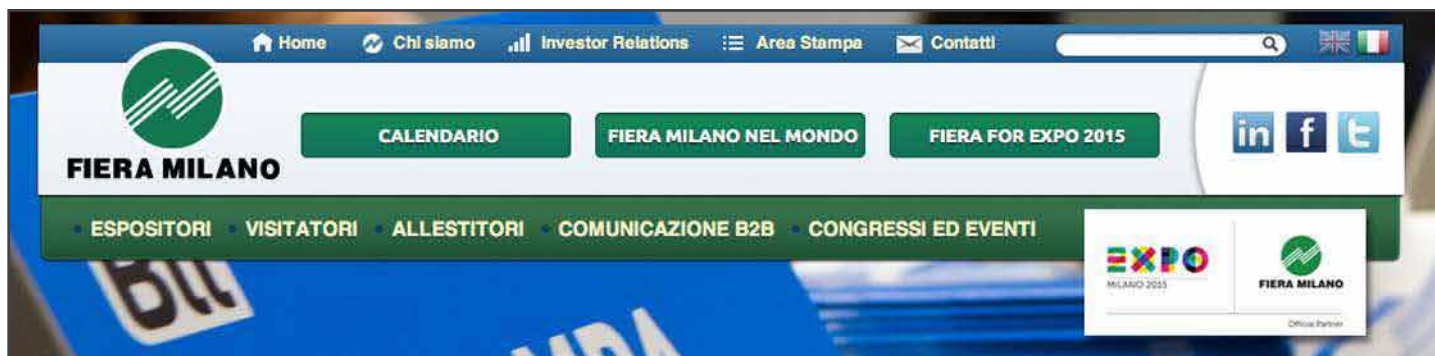 Home Chi siamo Investor Relations Area Stampa Contatti
FIERA MILANO
CALENDARIO FIERA MILANO NEL MONDO FIERA FOR EXPO 2015
in f t
ESPOSITORI VISITATORI ALLESTITORI COMUNICAZIONE B2B CONGRESSI ED EVENTI
EXPO
MILANO 2015
FIERA MILANO
Official Partner